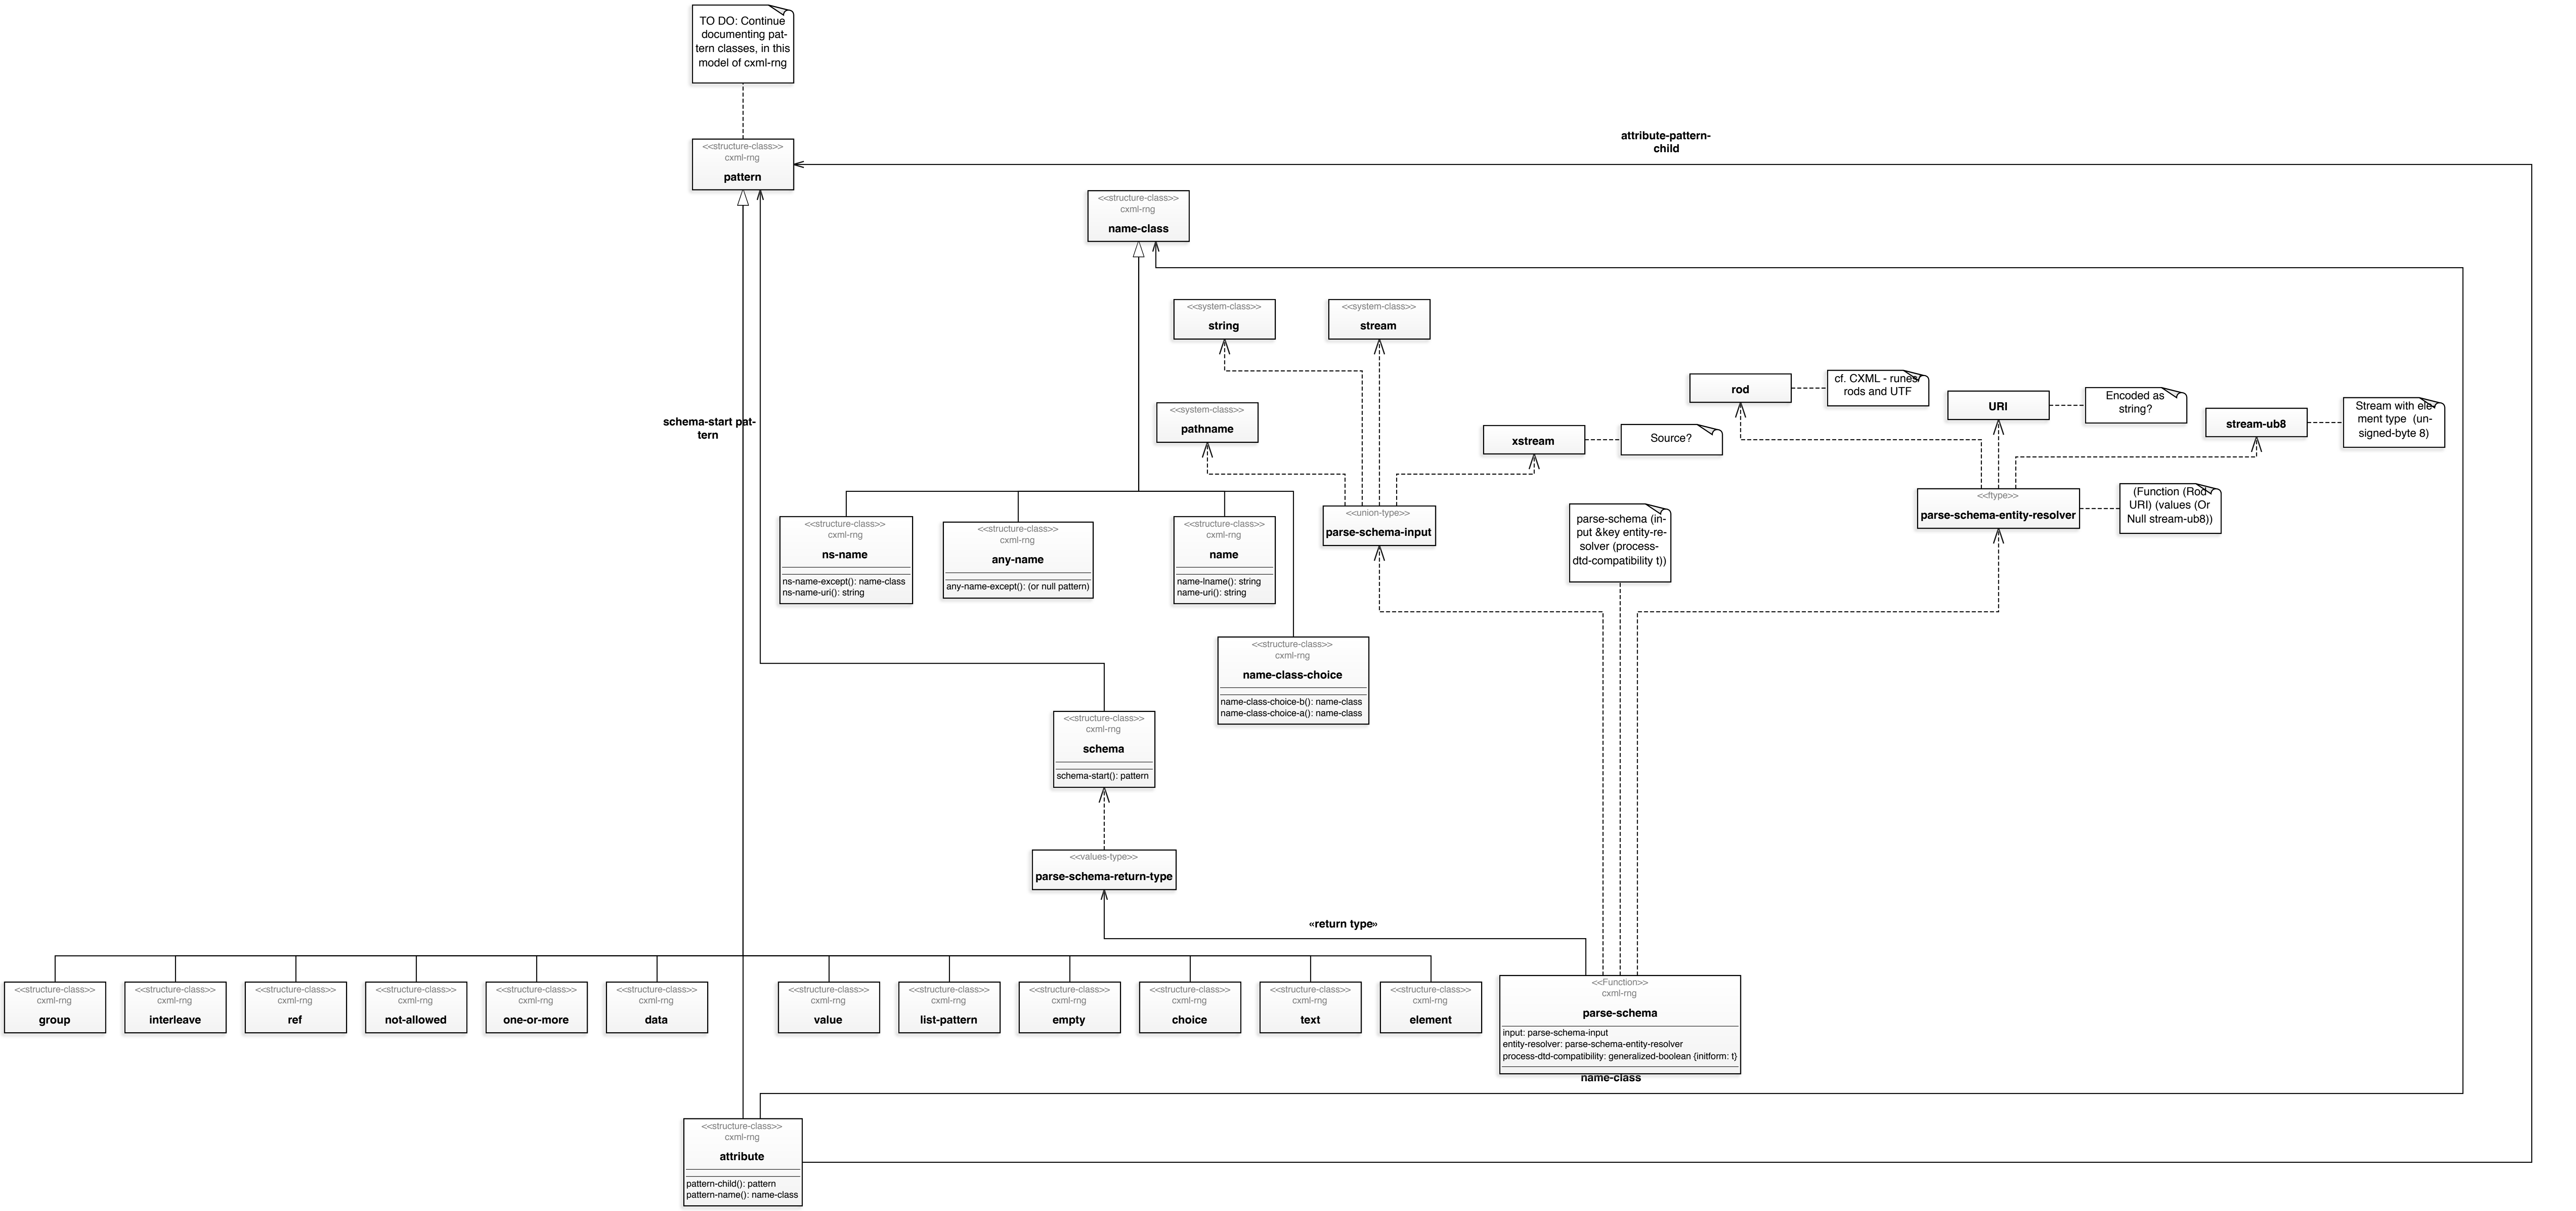 TO DO: Continue
documenting pat-
tern classes, in this
model of cxml-rng
<<structure-class>>
cxml-rng
pattern
attribute-pattern-
child
<<structure-class>>
cxml-rng
name-class
<<system-class>>
string
<<system-class>>
stream
<<system-class>>
pathname
xstream
Source?
rod
cf. CXML - runes
rods and UTF
URI
Encoded as
string?
stream-ub8
Stream with ele-
ment type (un-
signed-byte 8)
schema-start pat-
tern
<<union-type>>
parse-schema-input
<<ftype>>
parse-schema-entity-resolver
(Function (Rod
URI) (values (Or
Null stream-ub8))
parse-schema (in-
put &key entity-re-
solver (process-
dtd-compatibility t))
<<structure-class>>
cxml-rng
ns-name
ns-name-except(): name-class
ns-name-uri(): string
<<structure-class>>
cxml-rng
any-name
any-name-except(): (or null pattern)
<<structure-class>>
cxml-rng
name
name-lname(): string
name-uri(): string
<<structure-class>>
cxml-rng
name-class-choice
name-class-choice-b(): name-class
name-class-choice-a(): name-class
<<structure-class>>
cxml-rng
schema
schema-start(): pattern
<<values-type>>
parse-schema-return-type
«return type»
<<structure-class>>
cxml-rng
group
<<structure-class>>
cxml-rng
interleave
<<structure-class>>
cxml-rng
ref
<<structure-class>>
cxml-rng
not-allowed
<<structure-class>>
cxml-rng
one-or-more
<<structure-class>>
cxml-rng
data
<<structure-class>>
cxml-rng
value
<<structure-class>>
cxml-rng
list-pattern
<<structure-class>>
cxml-rng
empty
<<structure-class>>
cxml-rng
choice
<<structure-class>>
cxml-rng
text
<<structure-class>>
cxml-rng
element
<<Function>>
cxml-rng
parse-schema
input: parse-schema-input
entity-resolver: parse-schema-entity-resolver
process-dtd-compatibility: generalized-boolean {initform: t}
name-class
<<structure-class>>
cxml-rng
attribute
pattern-child(): pattern
pattern-name(): name-class